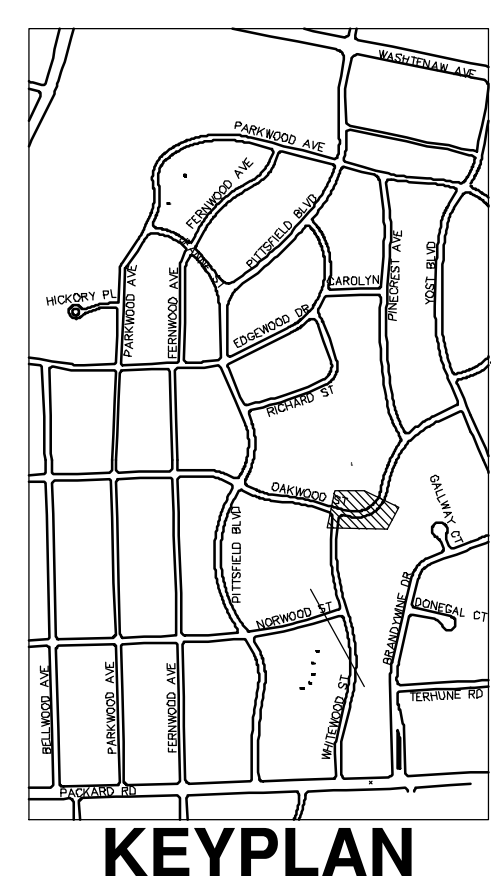 WASHTENAW AVE
PARKWOOD AVE
FERNWOOD AVE
PITTSFIELD BLVD
PINECREST AVE
YOST BLVD
CAROLYN
HICKORY PL
PARKWOOD AVE
FERNWOOD AVE
EDGEWOOD DR
RICHARD ST
OAKWOOD ST
GALLWAY CT
PITTSFIELD BLVD
NORWOOD ST
BRANDYWINE DR
DONEGAL CT
TERHUNE RD
WHITEWOOD ST
BELLWOOD AVE
PARKWOOD AVE
FERNWOOD AVE
PACKARD RD
KEYPLAN